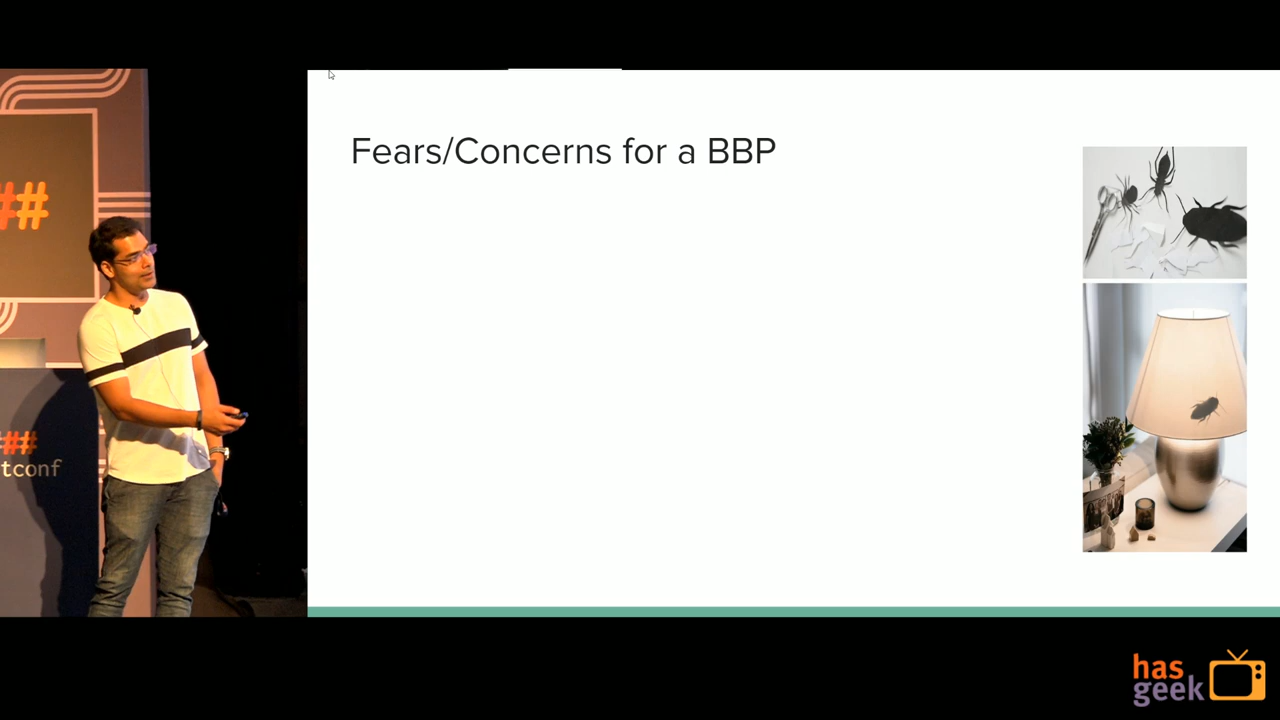 ##
Fears/Concerns for a BBP
##
tconf
has
geek